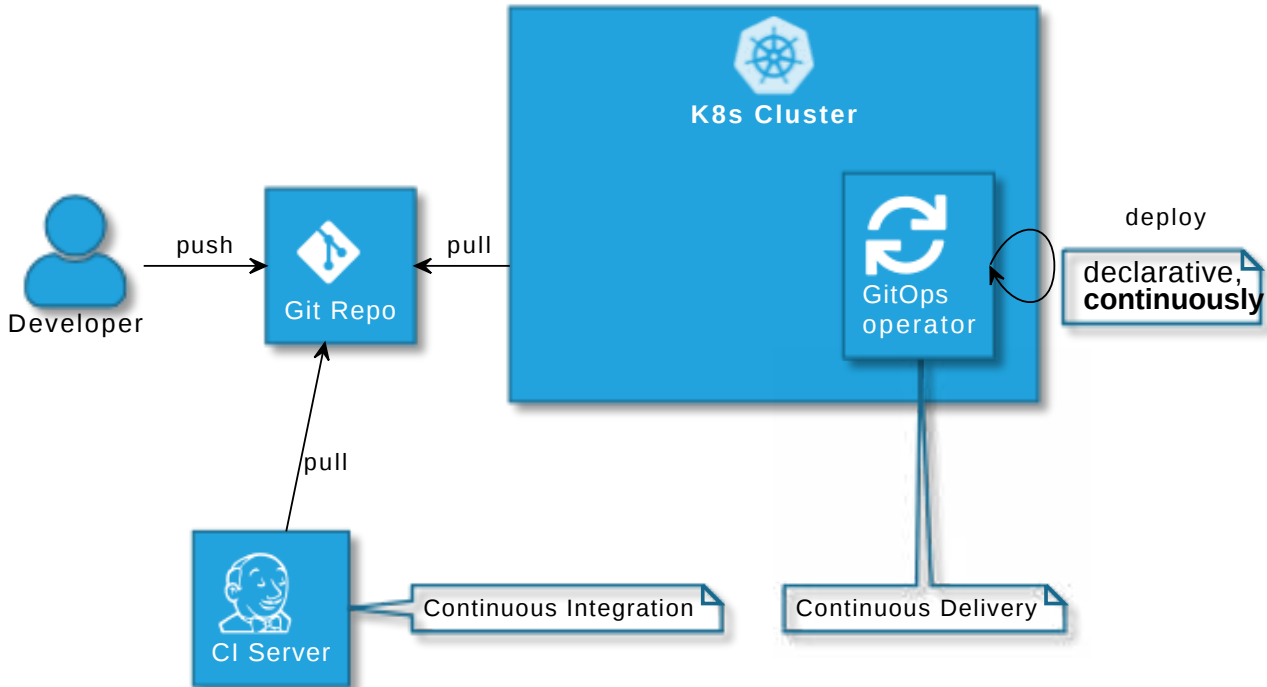 K8s Cluster
deploy
push
pull
declarative,
continuously
GitOps
operator
Git Repo
Developer
pull
Continuous Integration
Continuous Delivery
CI Server